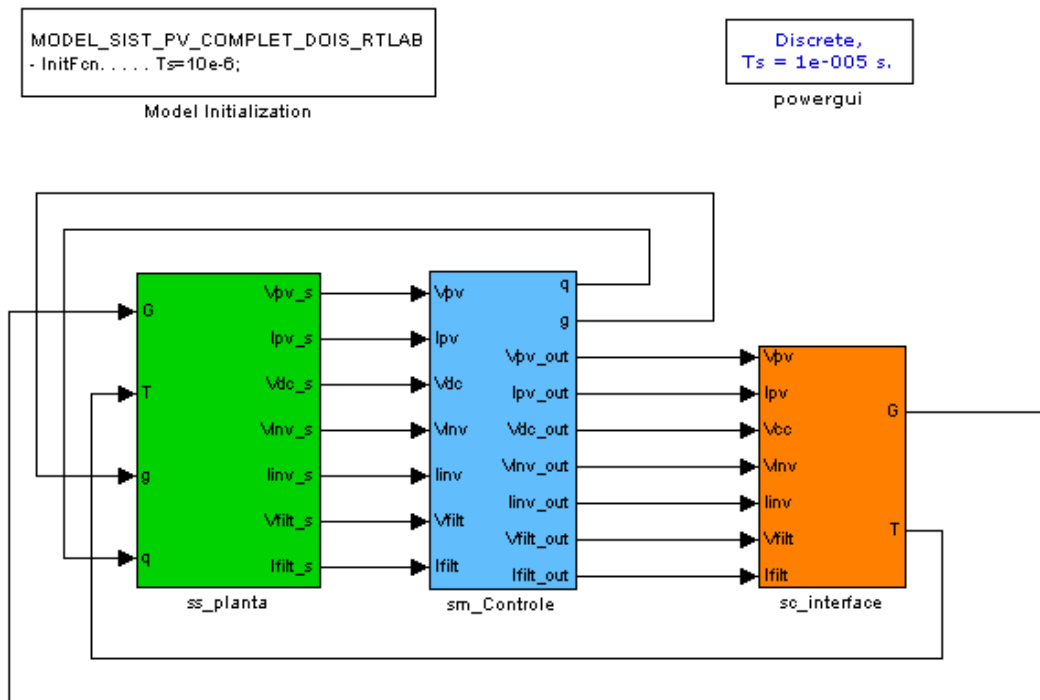 MODEL_SIST_PV_COMPLET_DOIS_RTLAB
- InitFcn. . . . . Ts=10e-6;
Model Initialization
Discrete,
Ts = 1e-005 s.
powergui
G
T
g
q
Vpv_s
Ipv_s
Vdc_s
VInv_s
Iinv_s
Vfilt_s
Ifilt_s
ss_planta
Vpv
Ipv
Vdc
VInv
Iinv
Vfilt
Ifilt
q
g
Vpv_out
Ipv_out
Vdc_out
VInv_out
Iinv_out
Vfilt_out
Ifilt_out
sm_Controle
Vpv
Ipv
Vcc
VInv
Iinv
Vfilt
Ifilt
G
T
sc_interface